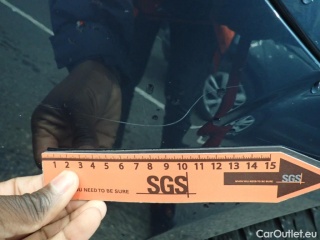 1 2 3 4 5 6 7 8 9 10 11 12 13 14 15
YOU NEED TO BE SURE
SGS
SGS
CarOutlet.eu